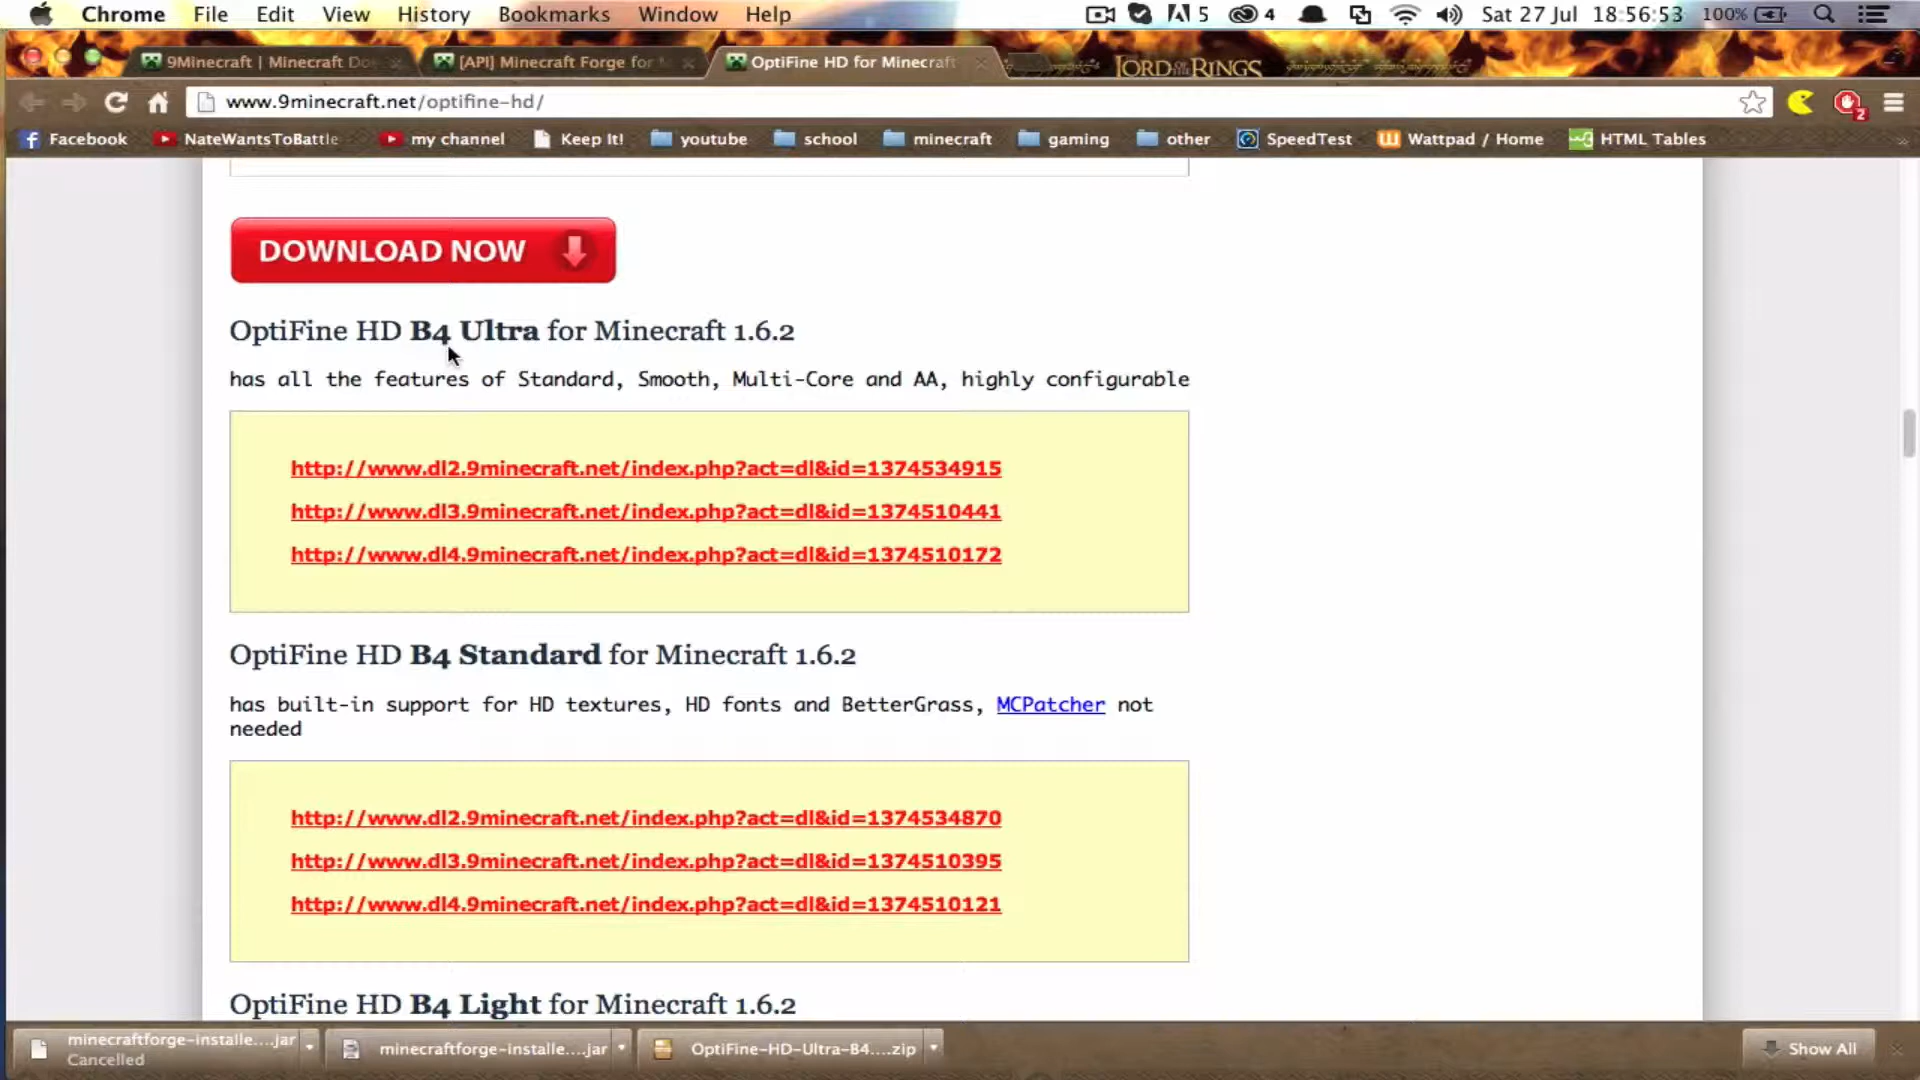 Chrome File Edit View History Bookmarks Window Help 5 4 Sat 27 Jul 18:56:53 100%
9Minecraft | Minecraft Do [API] Minecraft Forge for OptiFine HD for Minecraft LORD OF THE RINGS
www.9minecraft.net/optifine-hd/ 2
Facebook NateWantsToBattle my channel Keep It! youtube school minecraft gaming other SpeedTest Wattpad / Home HTML Tables
DOWNLOAD NOW
OptiFine HD B4 Ultra for Minecraft 1.6.2
has all the features of Standard, Smooth, Multi-Core and AA, highly configurable
http://www.dl2.9minecraft.net/index.php?act=dl&id=1374534915
http://www.dl3.9minecraft.net/index.php?act=dl&id=1374510441
http://www.dl4.9minecraft.net/index.php?act=dl&id=1374510172
OptiFine HD B4 Standard for Minecraft 1.6.2
has built-in support for HD textures, HD fonts and BetterGrass, MCPatcher not
needed
http://www.dl2.9minecraft.net/index.php?act=dl&id=1374534870
http://www.dl3.9minecraft.net/index.php?act=dl&id=1374510395
http://www.dl4.9minecraft.net/index.php?act=dl&id=1374510121
OptiFine HD B4 Light for Minecraft 1.6.2
minecraftforge-installe....jar minecraftforge-installe....jar OptiFine-HD-Ultra-B4....zip Show All
Cancelled